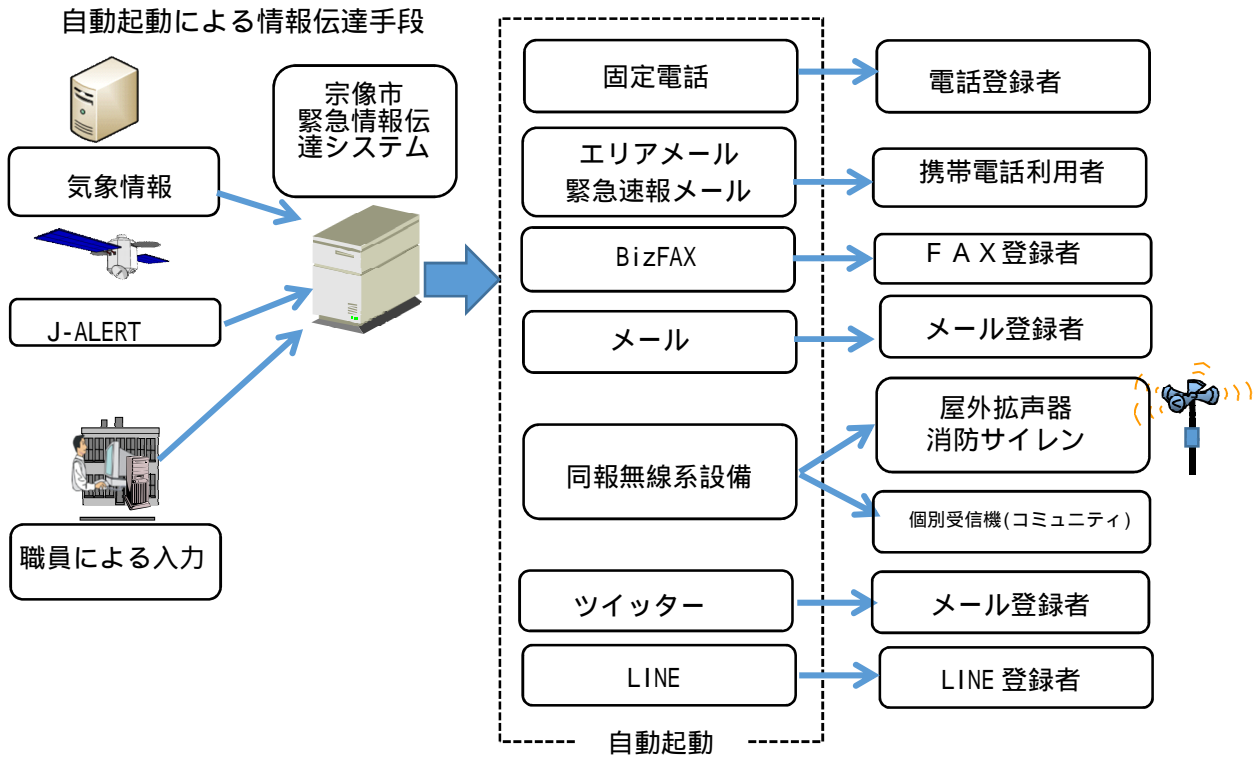 自動起動による情報伝達手段
気象情報
J-ALERT
職員による入力
宗像市
緊急情報伝
達システム
固定電話
電話登録者
エリアメール
緊急速報メール
携帯電話利用者
BizFAX
ＦＡＸ登録者
メール
メール登録者
同報無線系設備
屋外拡声器
消防サイレン
個別受信機(コミュニティ)
ツイッター
メール登録者
LINE
LINE 登録者
自動起動